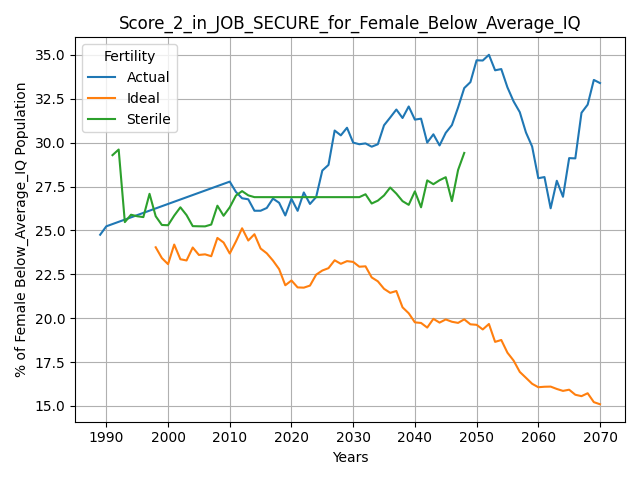 Score_2_in_JOB_SECURE_for_Female_Below_Average_IQ
% of Female Below_Average_IQ Population
35.0
32.5
30.0
27.5
25.0
22.5
20.0
17.5
15.0
Fertility
Actual
Ideal
Sterile
1990 2000 2010 2020 2030 2040 2050 2060 2070
Years